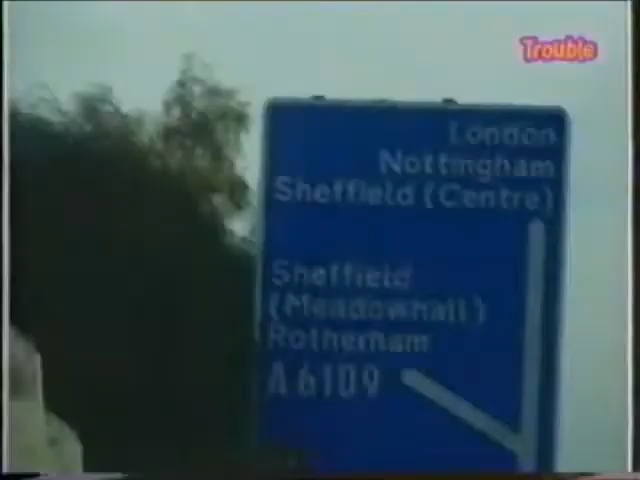 Trouble
London
Nottingham
Sheffield (Centre)
Sheffield
(Meadowhall)
Rotherham
A6109